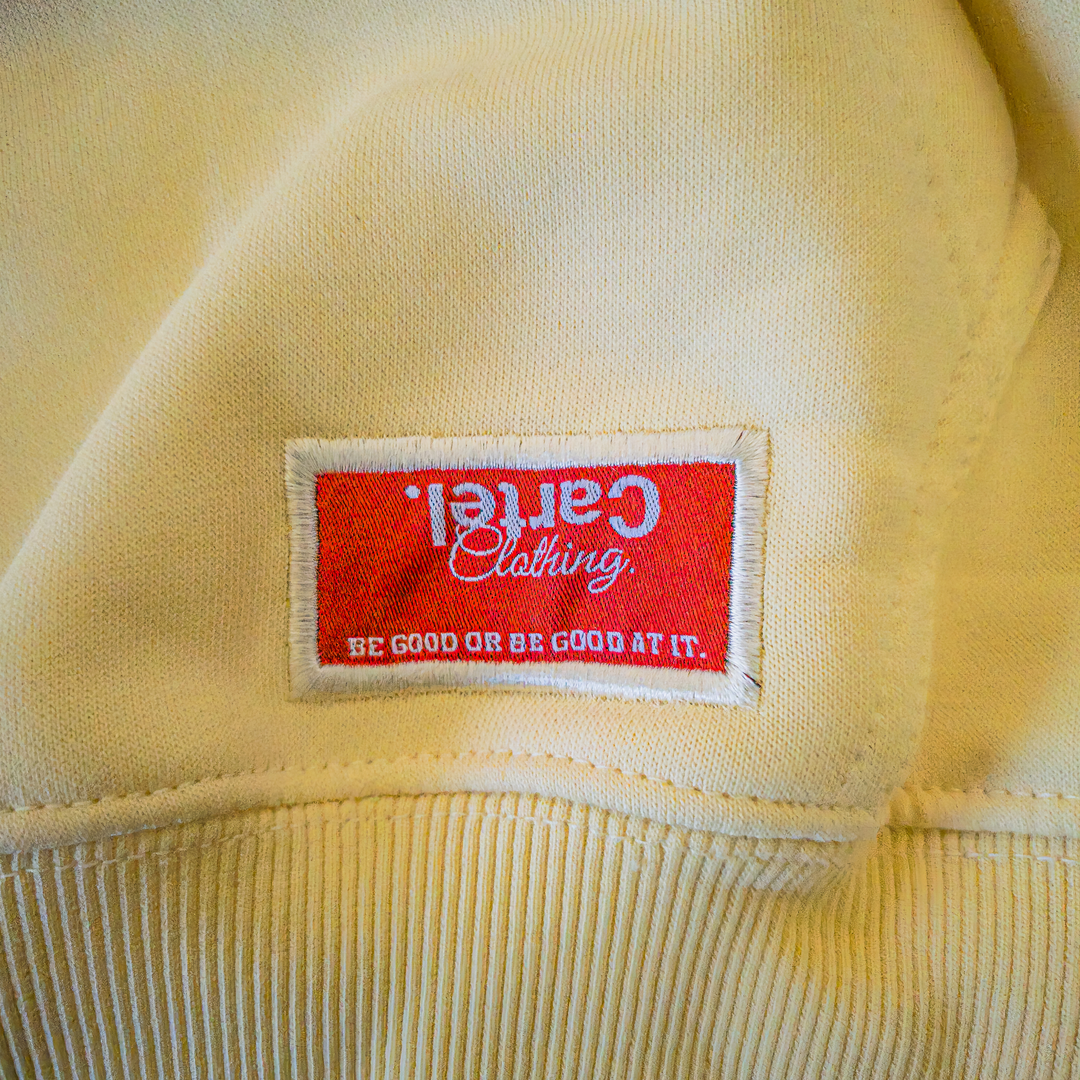 Cartel.
Clothing.
BE GOOD OR BE GOOD AT IT.